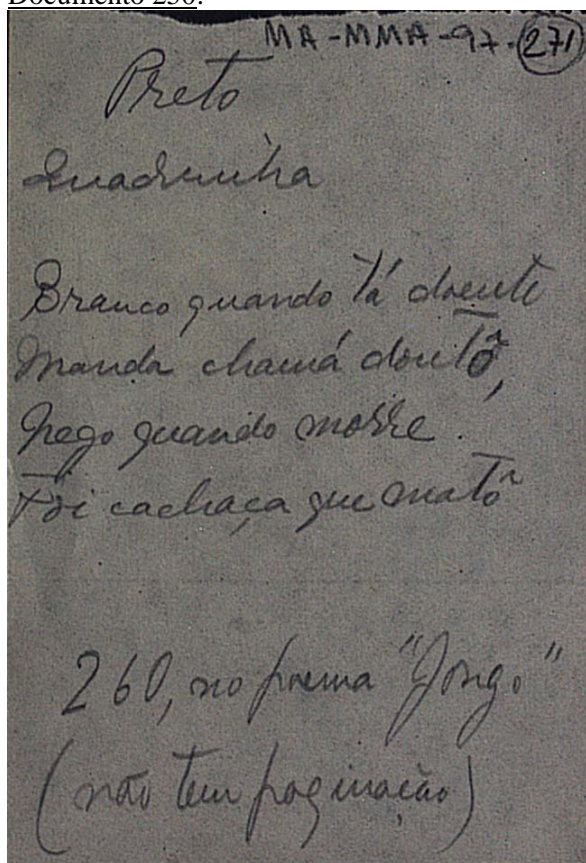 Documento 250:
MA-MMA-97-271
Preto
Quadrinha
Branco quando tá doente
Manda chamá doutô,
Nego quando morre
Foi cachaça que matô
260, no poema "Jongo"
(não tem paginação)